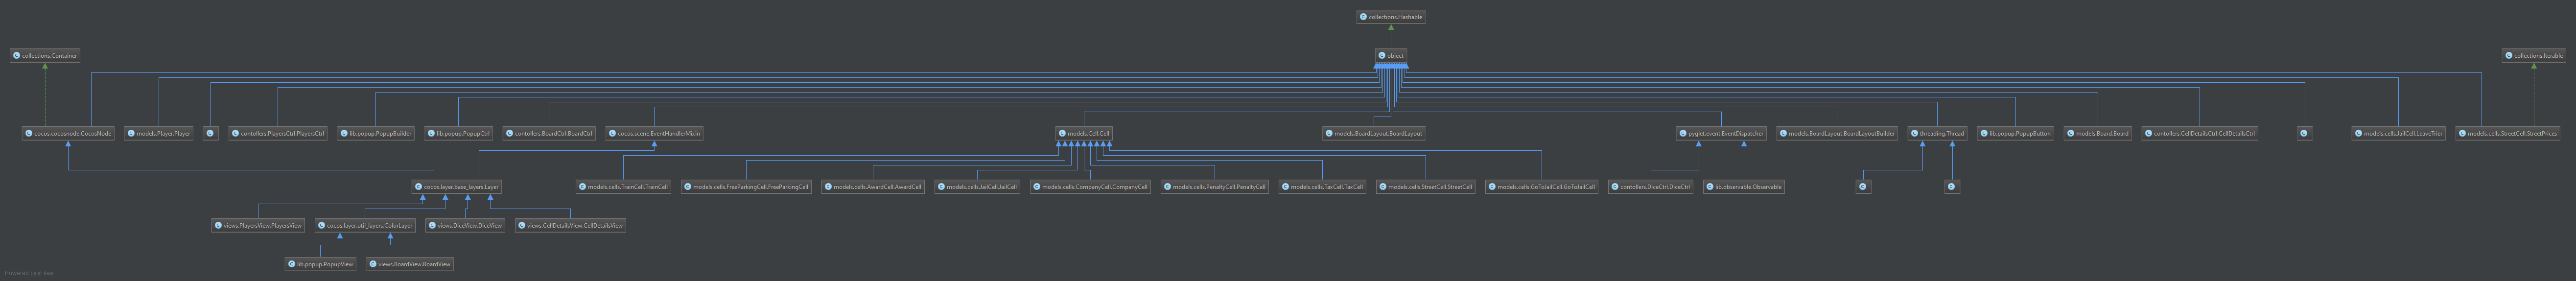 collections.Hashable
collections.Container
object
collections.Iterable
cocos.cocosnode.CocosNode
models.Player.Player
contollers.PlayersCtrl.PlayersCtrl
lib.popup.PopupBuilder
lib.popup.PopupCtrl
contollers.BoardCtrl.BoardCtrl
cocos.scene.EventHandlerMixin
models.Cell.Cell
models.BoardLayout.BoardLayout
pyglet.event.EventDispatcher
models.BoardLayout.BoardLayoutBuilder
threading.Thread
lib.popup.PopupButton
models.Board.Board
contollers.CellDetailsCtrl.CellDetailsCtrl
models.cells.JailCell.LeaveTrier
models.cells.StreetCell.StreetPrices
cocos.layer.base_layers.Layer
models.cells.TrainCell.TrainCell
models.cells.FreeParkingCell.FreeParkingCell
models.cells.AwardCell.AwardCell
models.cells.JailCell.JailCell
models.cells.CompanyCell.CompanyCell
models.cells.PenaltyCell.PenaltyCell
models.cells.TaxCell.TaxCell
models.cells.StreetCell.StreetCell
models.cells.GoToJailCell.GoToJailCell
contollers.DiceCtrl.DiceCtrl
lib.observable.Observable
views.PlayersView.PlayersView
cocos.layer.util_layers.ColorLayer
views.DiceView.DiceView
views.CellDetailsView.CellDetailsView
lib.popup.PopupView
views.BoardView.BoardView
Powered by yFiles